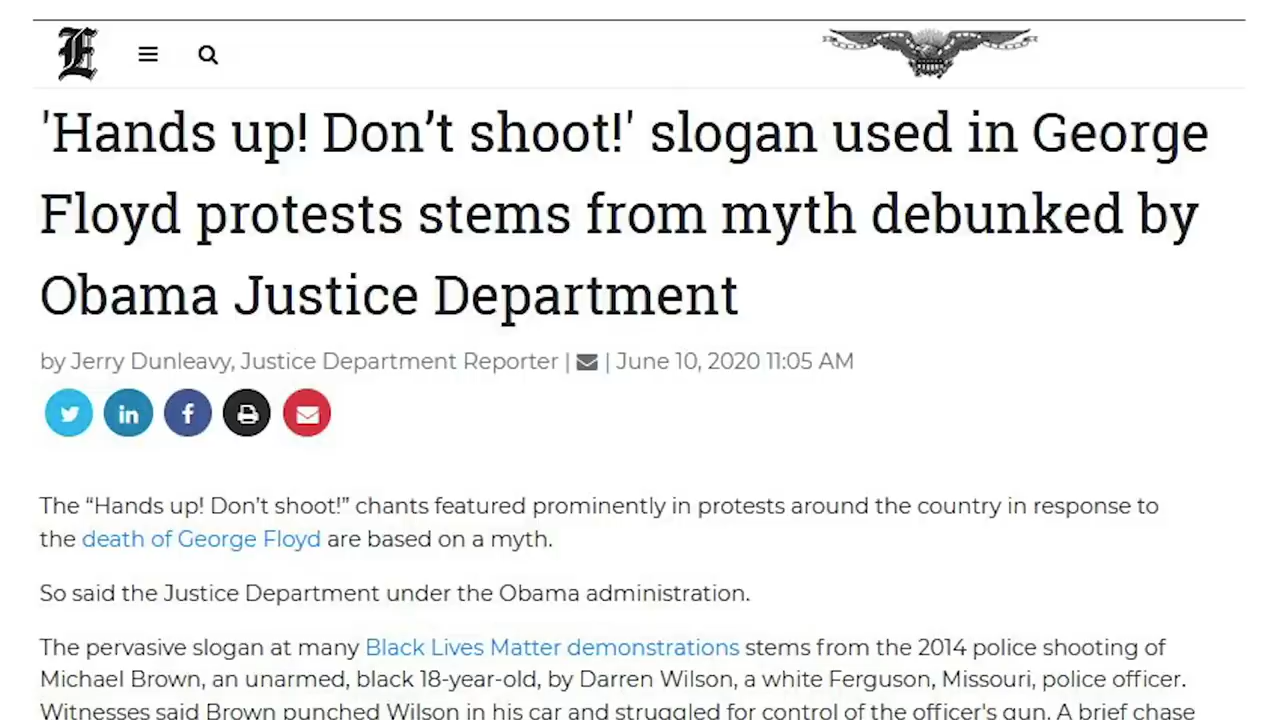 E
'Hands up! Don’t shoot!' slogan used in George
Floyd protests stems from myth debunked by
Obama Justice Department
by Jerry Dunleavy, Justice Department Reporter | | June 10, 2020 11:05 AM
in f
The “Hands up! Don’t shoot!” chants featured prominently in protests around the country in response to
the death of George Floyd are based on a myth.
So said the Justice Department under the Obama administration.
The pervasive slogan at many Black Lives Matter demonstrations stems from the 2014 police shooting of
Michael Brown, an unarmed, black 18-year-old, by Darren Wilson, a white Ferguson, Missouri, police officer.
Witnesses said Brown punched Wilson in his car and struggled for control of the officer's gun. A brief chase